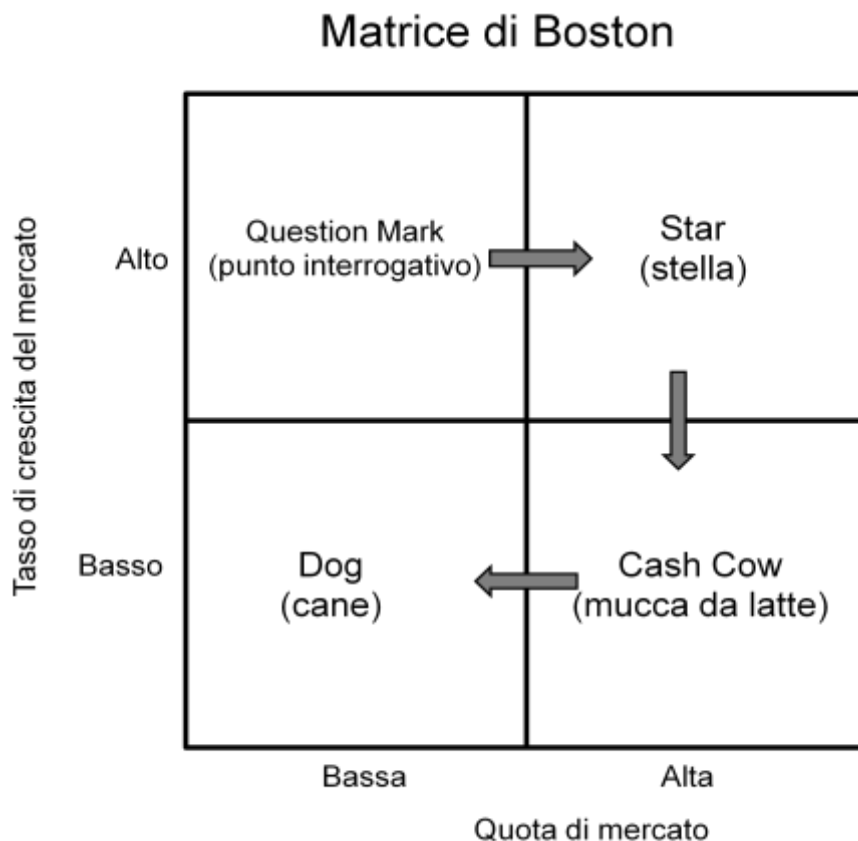 Matrice di Boston
Tasso di crescita del mercato
Alto
Question Mark
(punto interrogativo)
Star
(stella)
Basso
Dog
(cane)
Cash Cow
(mucca da latte)
Bassa
Alta
Quota di mercato